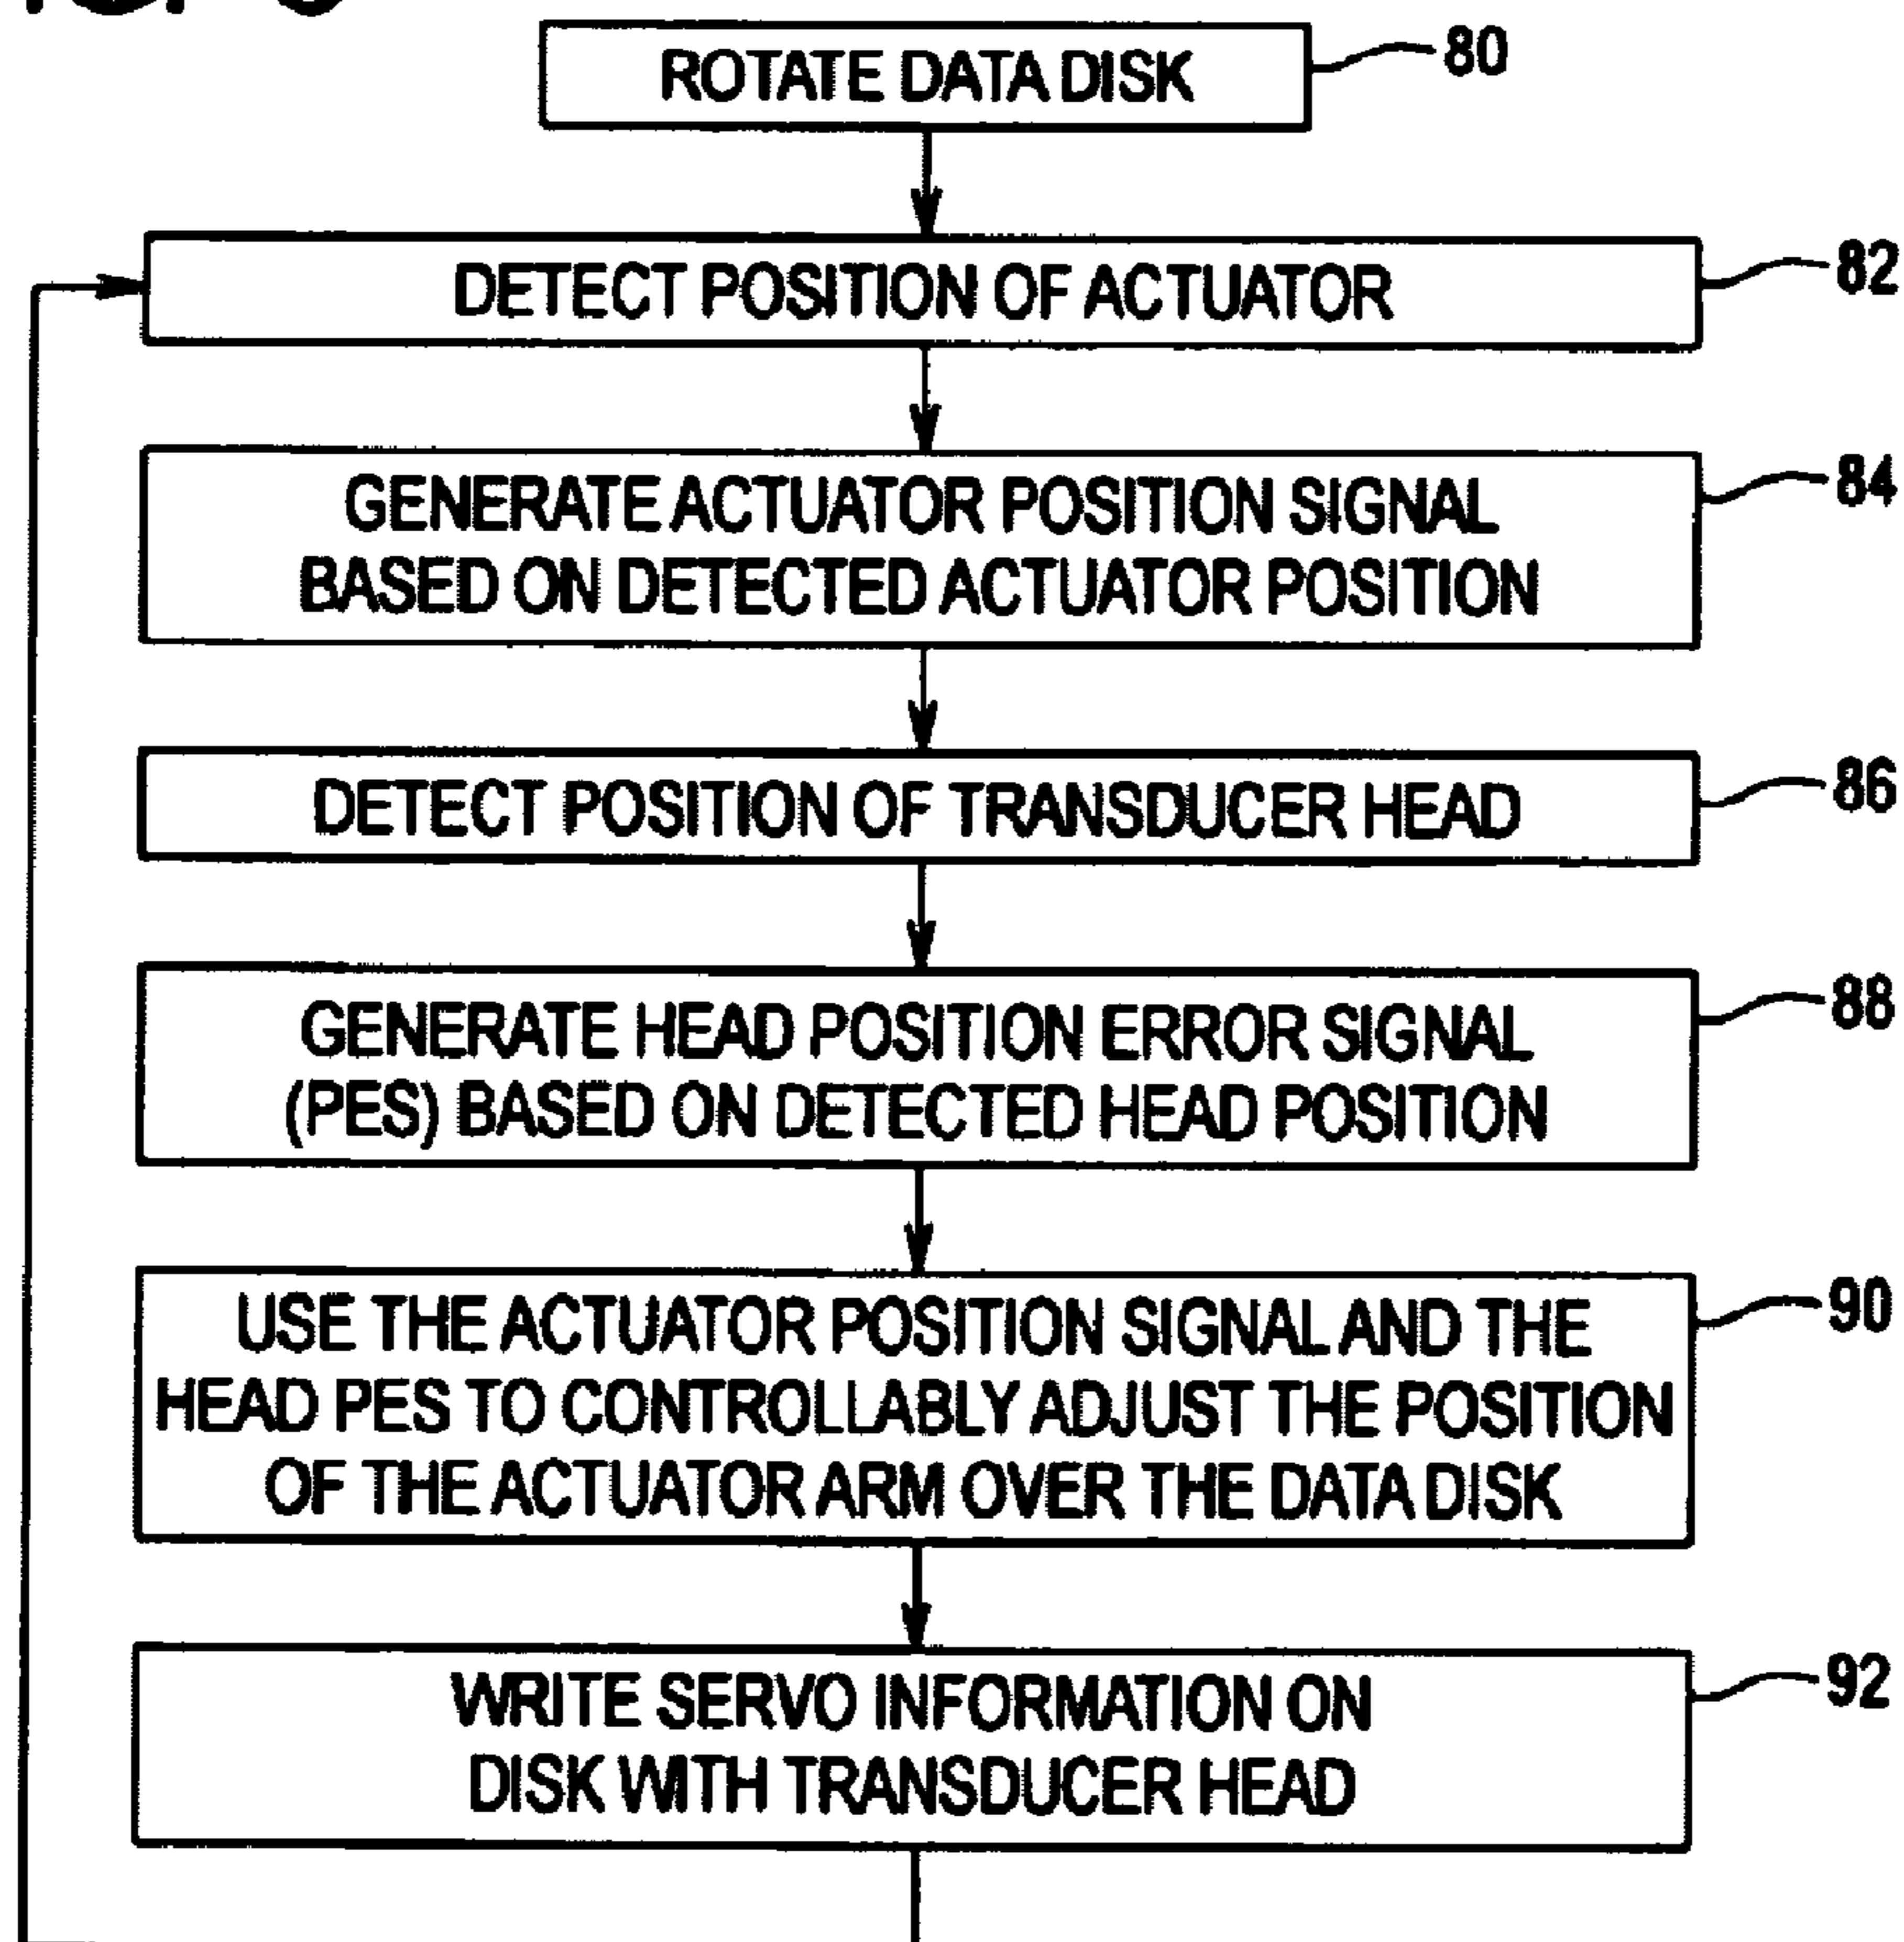 ROTATE DATA DISK
80
DETECT POSITION OF ACTUATOR
82
GENERATE ACTUATOR POSITION SIGNAL
BASED ON DETECTED ACTUATOR POSITION
84
DETECT POSITION OF TRANSDUCER HEAD
86
GENERATE HEAD POSITION ERROR SIGNAL
(PES) BASED ON DETECTED HEAD POSITION
88
USE THE ACTUATOR POSITION SIGNAL AND THE
HEAD PES TO CONTROLLABLY ADJUST THE POSITION
OF THE ACTUATOR ARM OVER THE DATA DISK
90
WRITE SERVO INFORMATION ON
DISK WITH TRANSDUCER HEAD
92